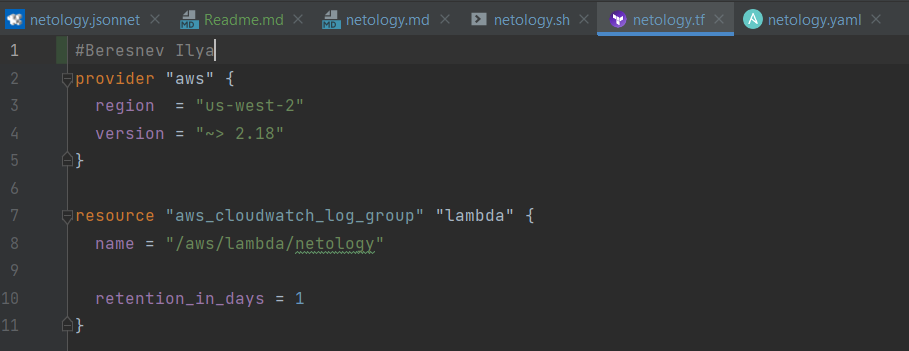 netology.jsonnet Readme.md netology.md netology.sh netology.tf netology.yaml
1 #Beresnev Ilya
2 provider "aws" {
3   region  = "us-west-2"
4   version = "~> 2.18"
5 }
6
7 resource "aws_cloudwatch_log_group" "lambda" {
8   name = "/aws/lambda/netology"
9
10   retention_in_days = 1
11 }